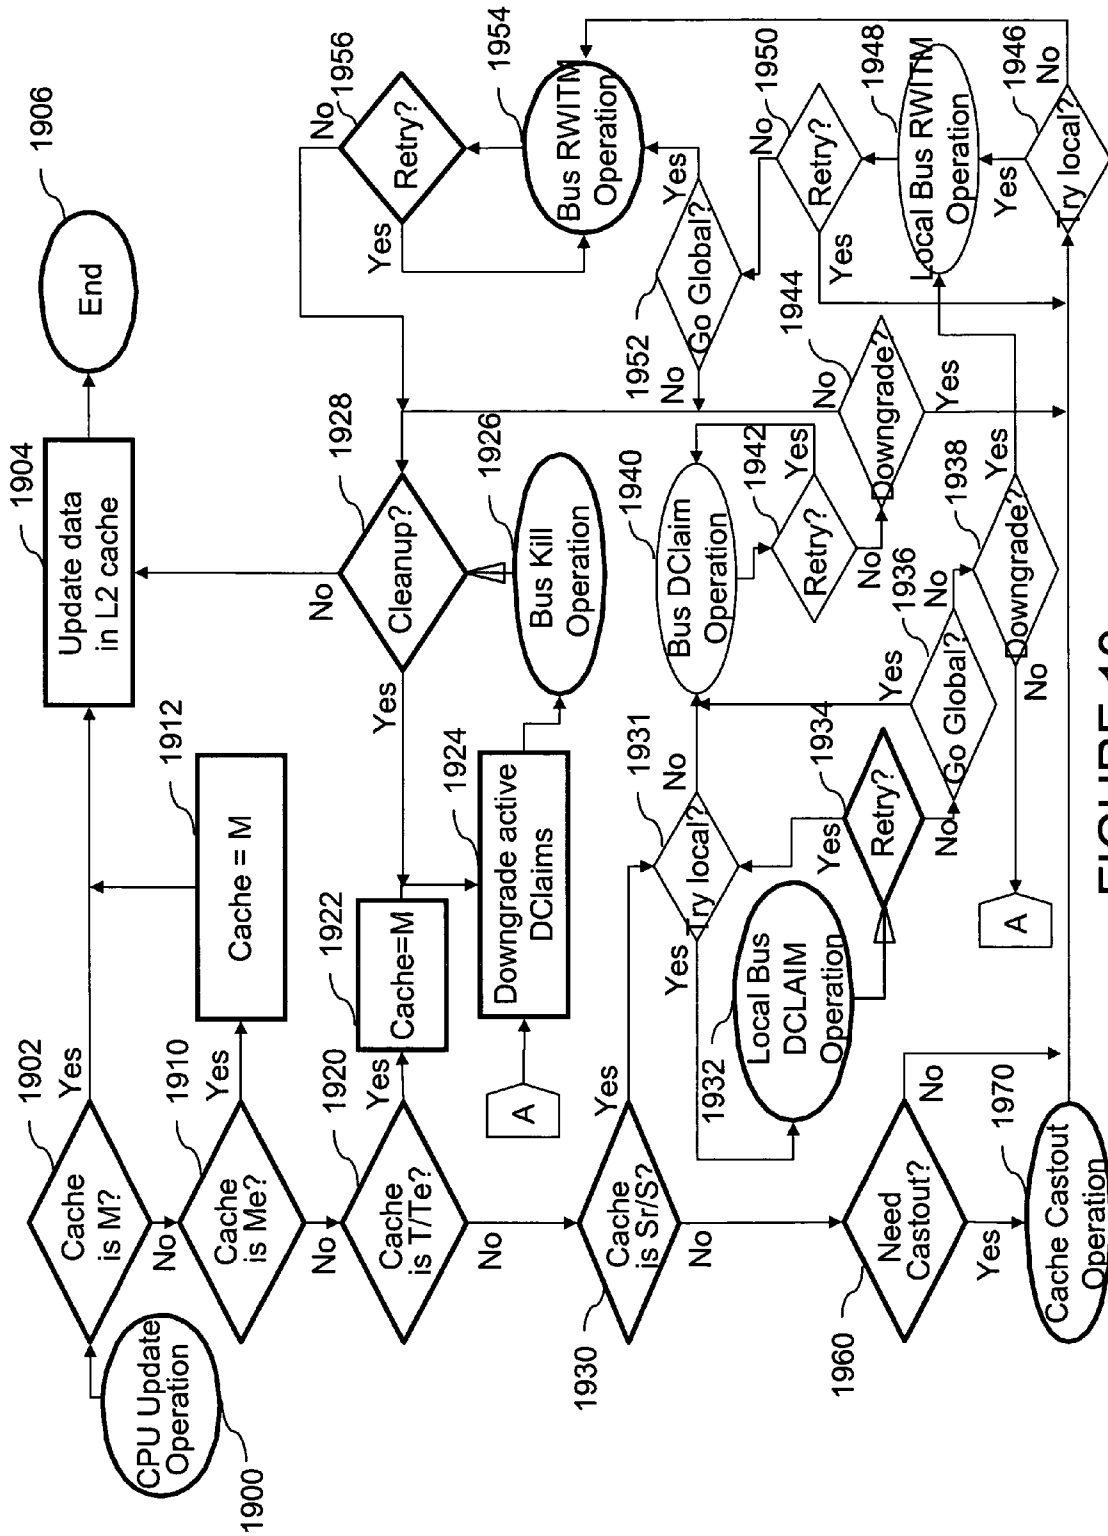 1900
CPU Update
Operation
1902
Cache
is M?
Yes
No
1904
Update data
in L2 cache
1906
End
1910
Cache
is Me?
Yes
No
1912
Cache = M
1920
Cache
is T/Te?
Yes
No
1922
Cache=M
Yes
1928
Cleanup?
No
A
1924
Downgrade active
DClaims
1926
Bus Kill
Operation
1956
Retry?
No
Yes
1954
Bus RWITM
Operation
1930
Cache
is Sr/S?
Yes
No
1931
Try local?
Yes
No
1932
Local Bus
DCLAIM
Operation
1934
Retry?
Yes
No
1936
Go Global?
Yes
No
1938
Downgrade?
Yes
No
A
1940
Bus DClaim
Operation
1942
Retry?
Yes
No
1944
Downgrade?
No
Yes
1952
Go Global?
Yes
No
1950
Retry?
No
Yes
1948
Local Bus RWITM
Operation
1946
Try local?
Yes
No
1960
Need
Castout?
No
Yes
1970
Cache Castout
Operation